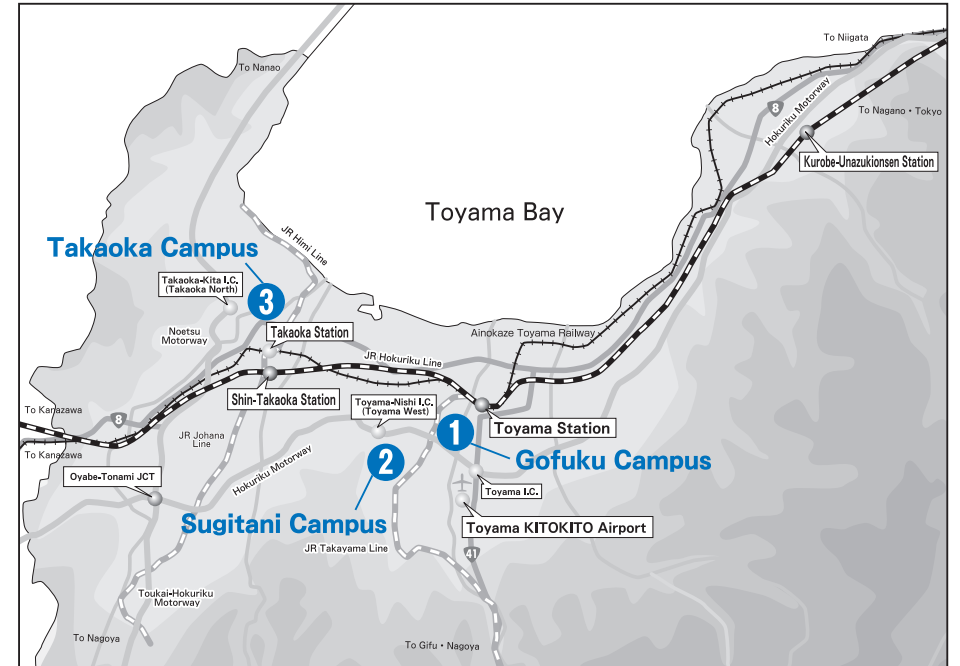 To Niigata
To Nanao
8
Hokuriku Motorway
To Nagano・Tokyo
Kurobe-Unazukionsen Station
Toyama Bay
JR Himi Line
Takaoka Campus
Takaoka-Kita I.C.
(Takaoka North)
3
Noetsu
Motorway
Takaoka Station
Ainokaze Toyama Railway
JR Hokuriku Line
Shin-Takaoka Station
Toyama-Nishi I.C.
(Toyama West)
To Kanazawa
8
To Kanazawa
JR Johana
Line
Toyama Station
1
Gofuku Campus
2
Hokuriku Motorway
Oyabe-Tonami JCT
Toyama I.C.
Sugitani Campus
Toyama KITOKITO Airport
JR Takayama Line
41
Toukai-Hokuriku
Motorway
To Nagoya
To Gifu・Nagoya